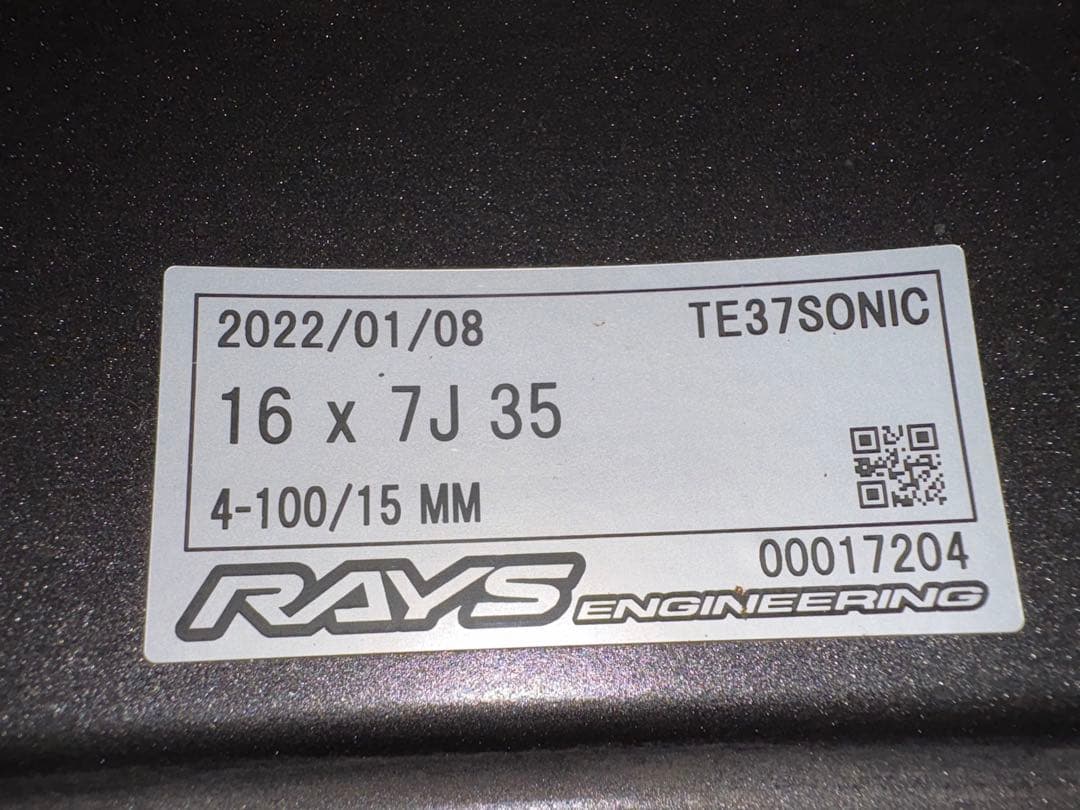 2022/01/08 TE37SONIC
16 x 7J 35
4-100/15 MM
00017204
RAYS ENGINEERING